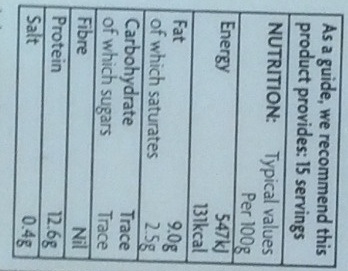 As a guide, we recommend this
product provides: 15 servings
NUTRITION: Typical values
Per 100g
Energy 547kJ
131kcal
Fat 9.0g
of which saturates 2.5g
Carbohydrate Trace
of which sugars Trace
Fibre Nil
Protein 12.6g
Salt 0.4g